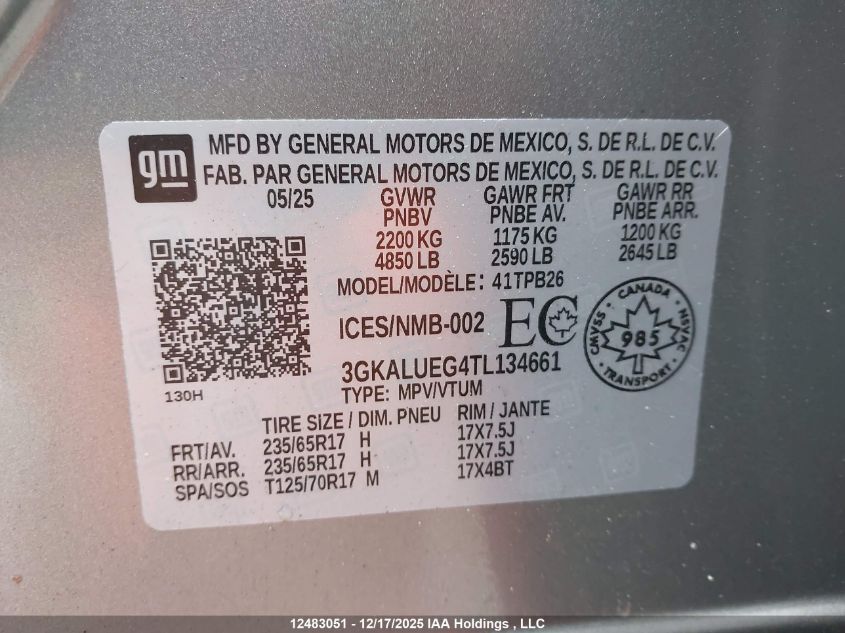 gm
MFD BY GENERAL MOTORS DE MEXICO, S. DE R.L. DE C.V.
FAB. PAR GENERAL MOTORS DE MEXICO, S. DE R.L. DE C.V.
05/25 GVWR GAWR FRT GAWR RR
PNBV PNBE AV. PNBE ARR.
2200 KG 1175 KG 1200 KG
4850 LB 2590 LB 2645 LB
MODEL/MODÈLE: 41TPB26
ICES/NMB-002 EC
CANADA
CMVSS 985 NSVAC
TRANSPORT
3GKALUEG4TL134661
130H
TYPE: MPV/VTUM
TIRE SIZE / DIM. PNEU RIM / JANTE
FRT/AV. 235/65R17 H 17X7.5J
RR/ARR. 235/65R17 H 17X7.5J
SPA/SOS T125/70R17 M 17X4BT
12483051 - 12/17/2025 IAA Holdings , LLC